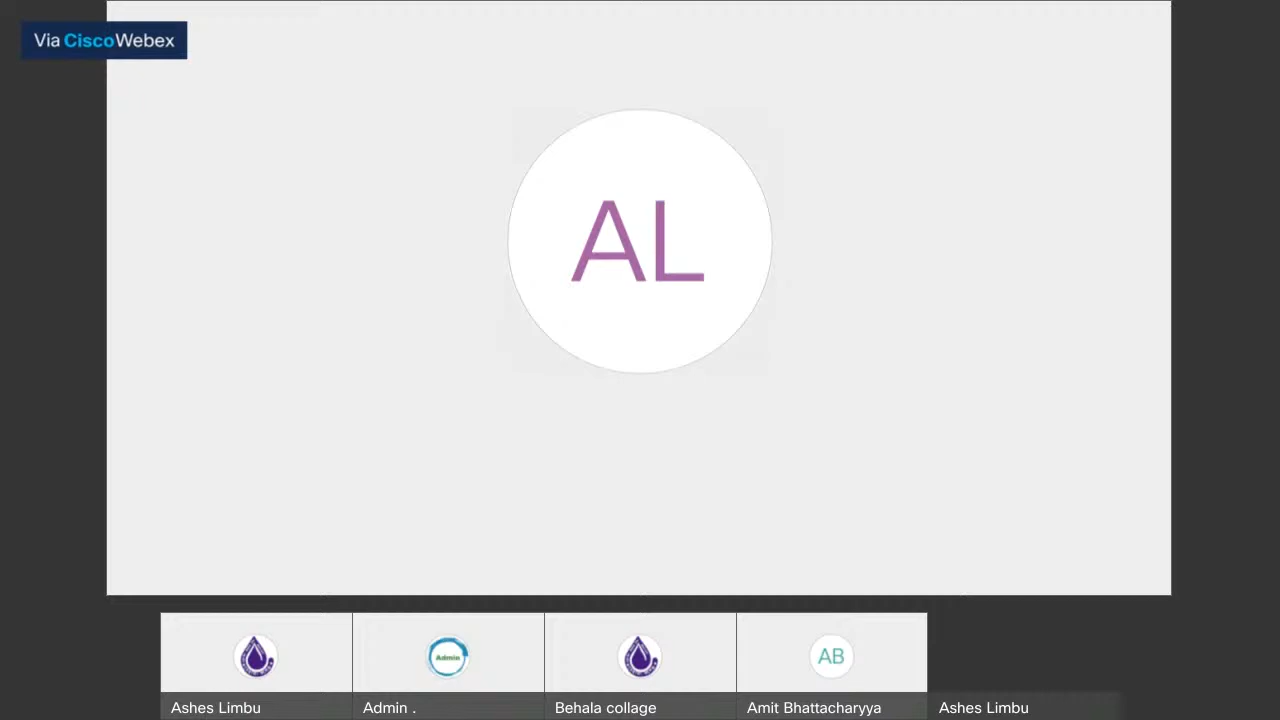 Via CiscoWebex
AL
Admin
AB
Ashes Limbu
Admin .
Behala collage
Amit Bhattacharyya
Ashes Limbu